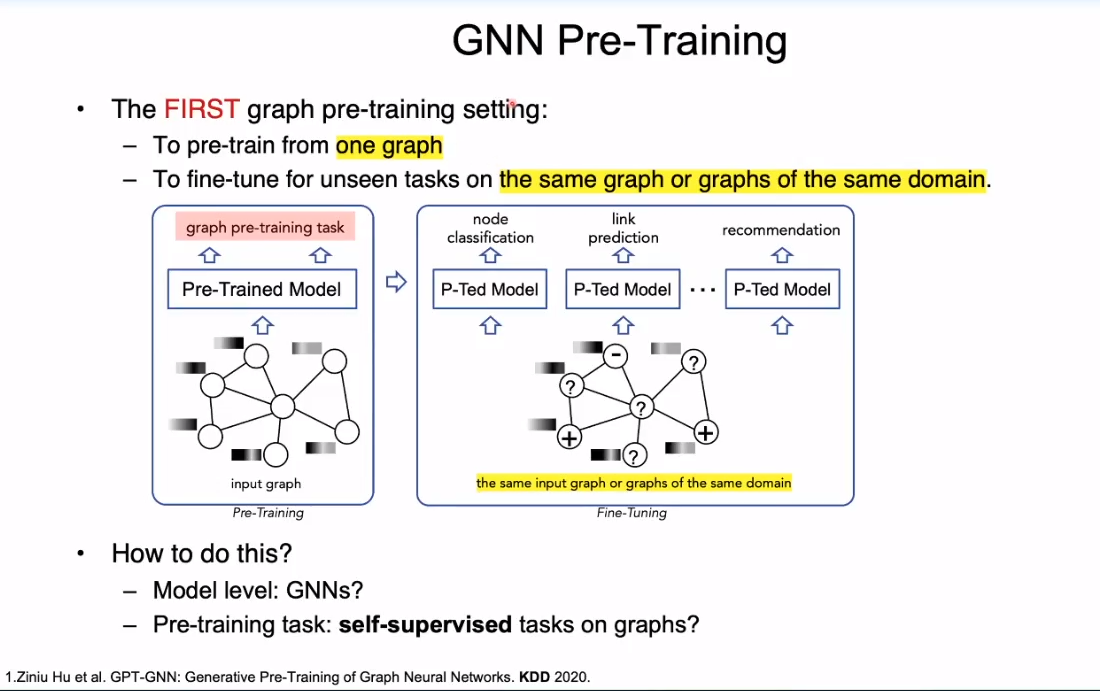 GNN Pre-Training
• The FIRST graph pre-training setting:
– To pre-train from one graph
– To fine-tune for unseen tasks on the same graph or graphs of the same domain.
graph pre-training task
Pre-Trained Model
input graph
Pre-Training
node
classification
link
prediction
recommendation
P-Ted Model
P-Ted Model
...
P-Ted Model
-
?
?
?
+
+
?
the same input graph or graphs of the same domain
Fine-Tuning
• How to do this?
– Model level: GNNs?
– Pre-training task: self-supervised tasks on graphs?
1.Ziniu Hu et al. GPT-GNN: Generative Pre-Training of Graph Neural Networks. KDD 2020.